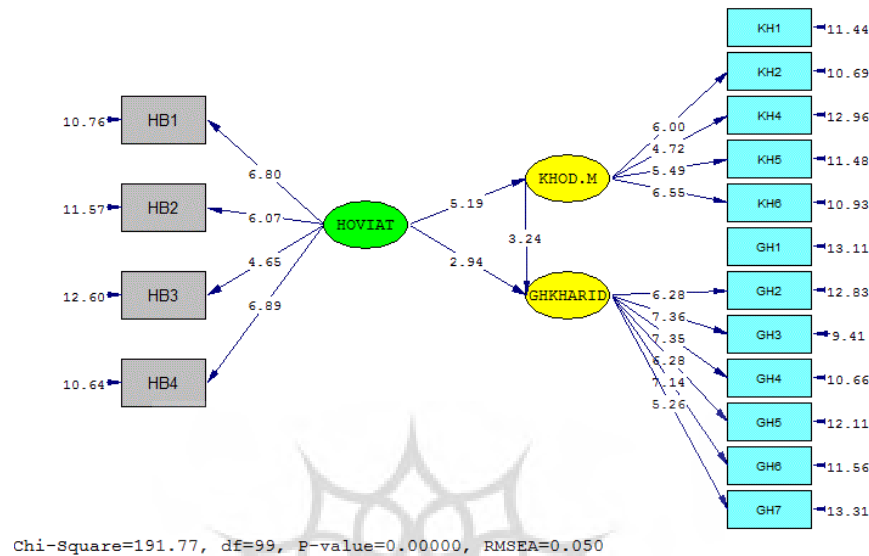 KH1 11.44
KH2 10.69
10.76 HB1 6.80
6.00
KH4 12.96
4.72
5.49 KH5 11.48
KHOD.M
6.55
11.57 HB2 6.07
5.19
KH6 10.93
HOVIAT
3.24
GH1 13.11
4.65 2.94
12.60 HB3
GHKHARID 6.28 GH2 12.83
7.36
6.89
7.35 GH3 9.41
6.28
10.64 HB4
7.14 GH4 10.66
5.26
GH5 12.11
GH6 11.56
GH7 13.31
Chi-Square=191.77, df=99, P-value=0.00000, RMSEA=0.050